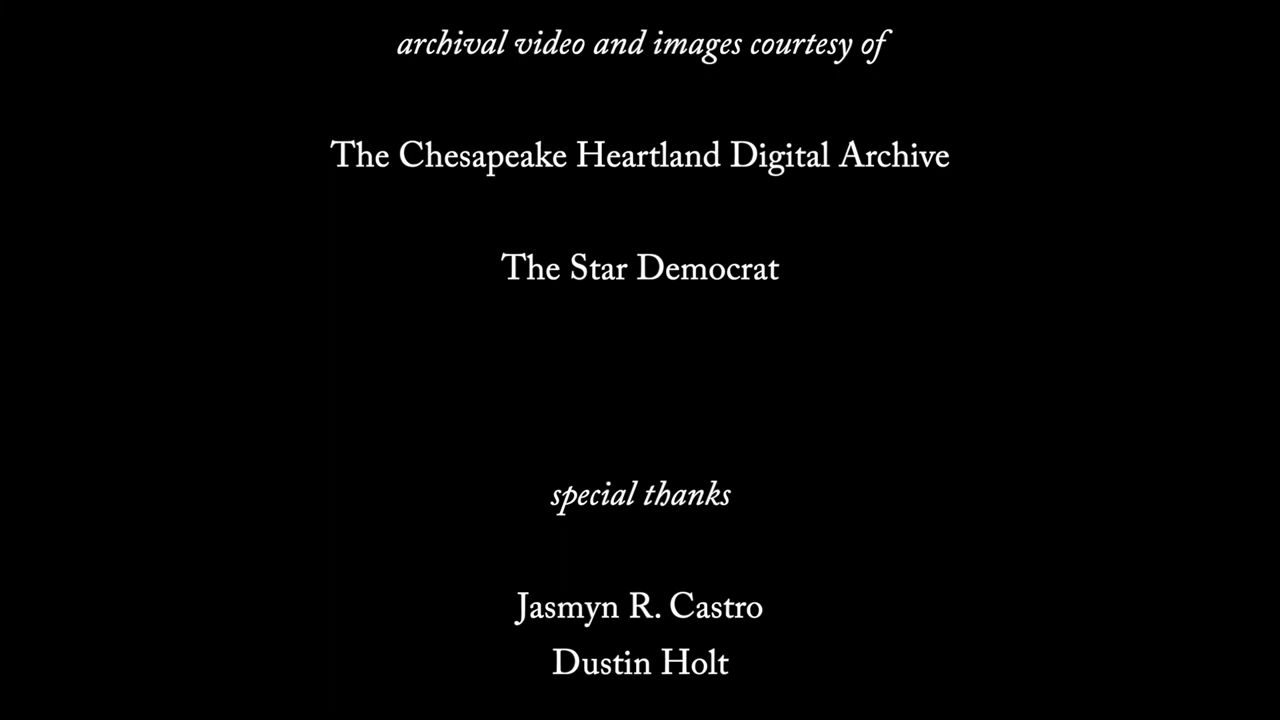 archival video and images courtesy of
The Chesapeake Heartland Digital Archive
The Star Democrat
special thanks
Jasmyn R. Castro
Dustin Holt